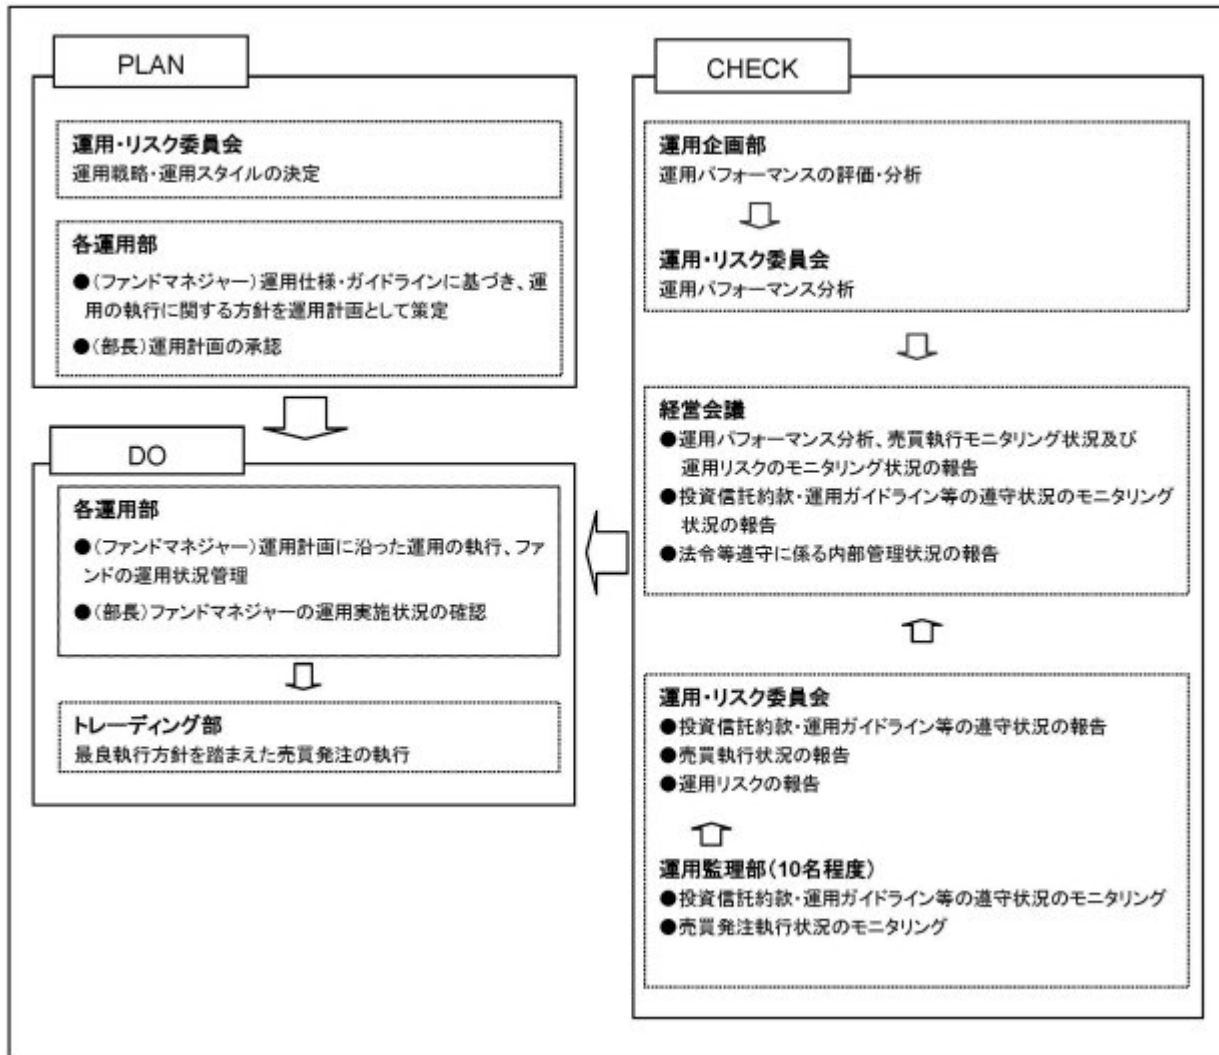 PLAN
運用・リスク委員会
運用戦略・運用スタイルの決定
各運用部
●(ファンドマネジャー)運用仕様・ガイドラインに基づき、運
用の執行に関する方針を運用計画として策定
●(部長)運用計画の承認
DO
各運用部
●(ファンドマネジャー)運用計画に沿った運用の執行、ファ
ンドの運用状況管理
●(部長)ファンドマネジャーの運用実施状況の確認
トレーディング部
最良執行方針を踏まえた売買発注の執行
CHECK
運用企画部
運用パフォーマンスの評価・分析
運用・リスク委員会
運用パフォーマンス分析
経営会議
●運用パフォーマンス分析、売買執行モニタリング状況及び
運用リスクのモニタリング状況の報告
●投資信託約款・運用ガイドライン等の遵守状況のモニタリング
状況の報告
●法令等遵守に係る内部管理状況の報告
運用・リスク委員会
●投資信託約款・運用ガイドライン等の遵守状況の報告
●売買執行状況の報告
●運用リスクの報告
運用監理部(10名程度)
●投資信託約款・運用ガイドライン等の遵守状況のモニタリング
●売買発注執行状況のモニタリング